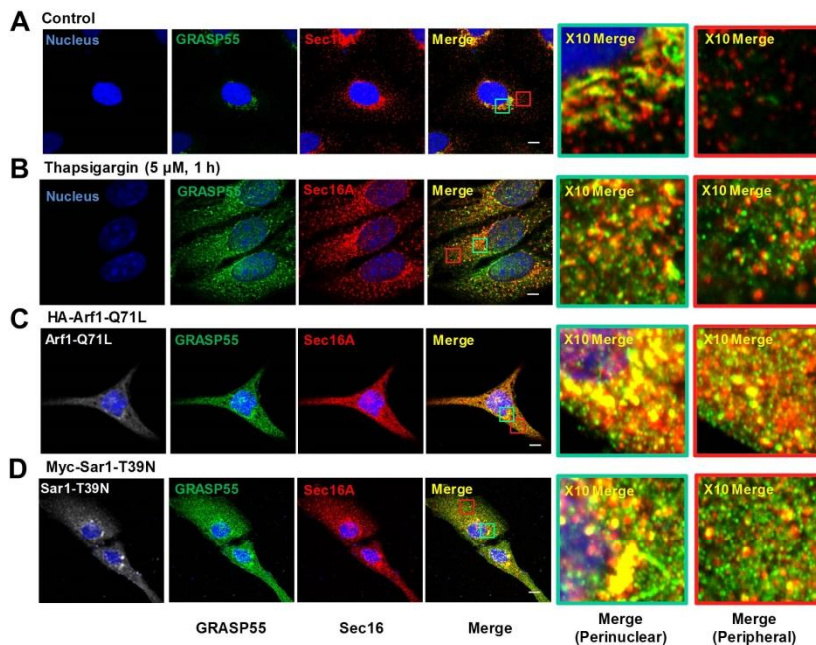 A Control
Nucleus GRASP55 Sec16A Merge X10 Merge X10 Merge
B Thapsigargin (5 μM, 1 h)
Nucleus GRASP55 Sec16A Merge X10 Merge X10 Merge
C HA-Arf1-Q71L
Arf1-Q71L GRASP55 Sec16A Merge X10 Merge X10 Merge
D Myc-Sar1-T39N
Sar1-T39N GRASP55 Sec16A Merge X10 Merge X10 Merge
GRASP55 Sec16 Merge Merge (Perinuclear) Merge (Peripheral)